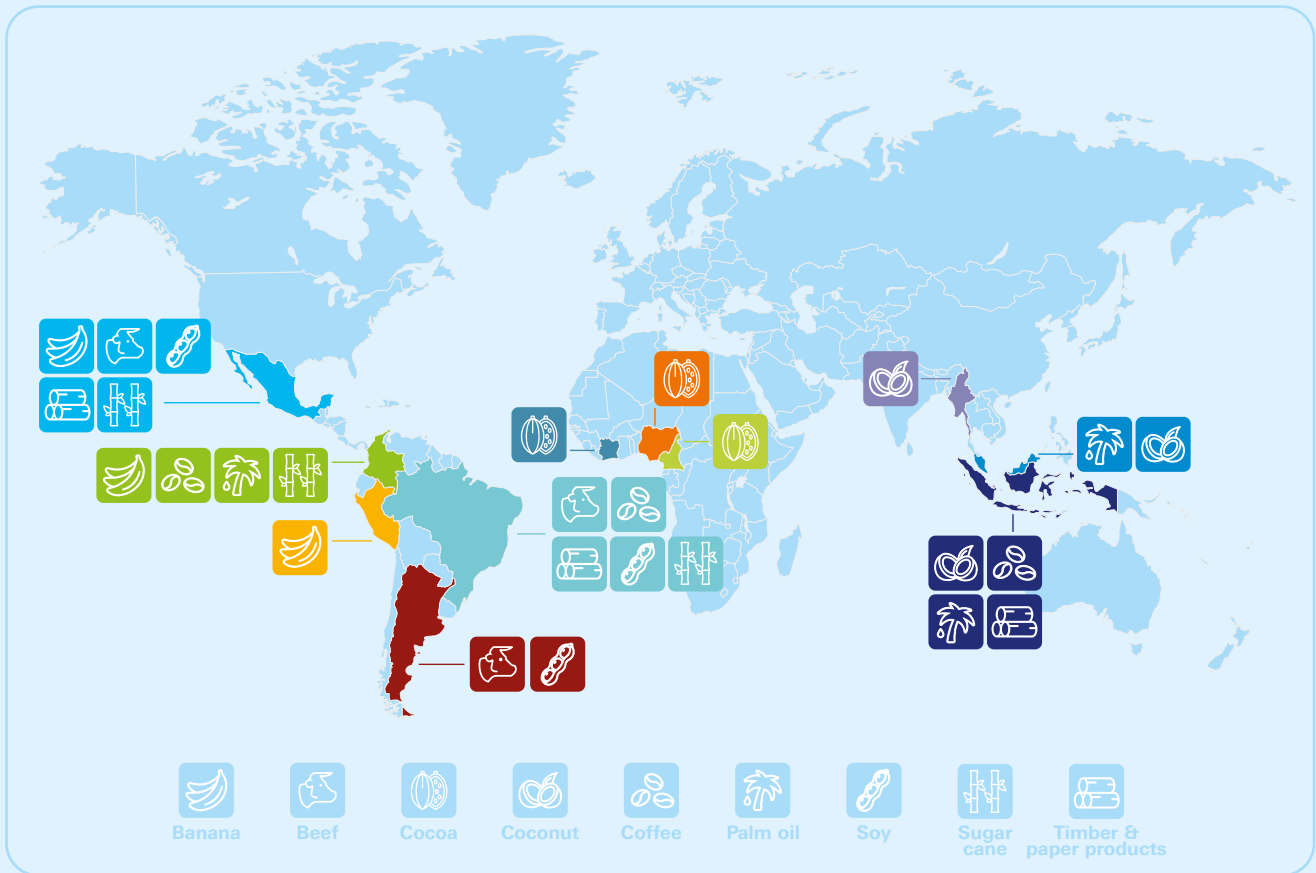 Banana
Beef
Cocoa
Coconut
Coffee
Palm oil
Soy
Sugar
cane
Timber &
paper products